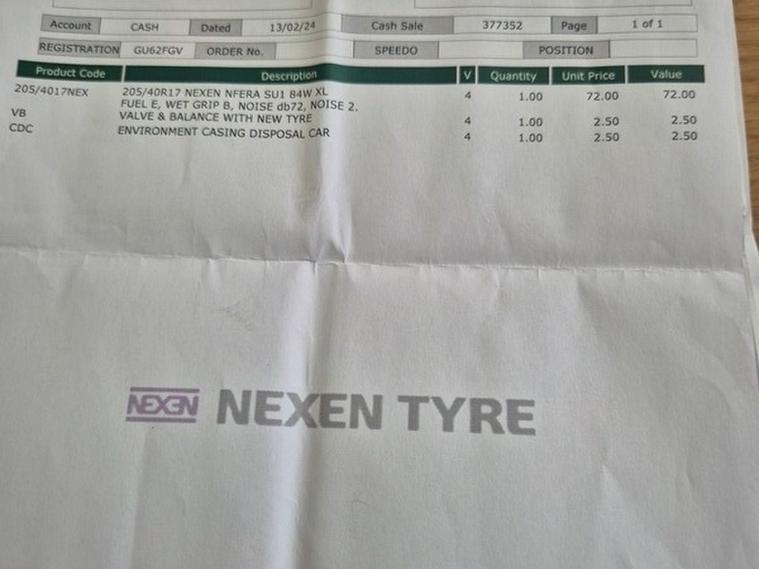 Account CASH Dated 13/02/24 Cash Sale 377352 Page 1 of 1
REGISTRATION GU62FGV ORDER No. SPEEDO POSITION
Product Code Description V Quantity Unit Price Value
205/4017NEX 205/40R17 NEXEN NFERA SU1 84W XL 4 1.00 72.00 72.00
FUEL E, WET GRIP B, NOISE db72, NOISE 2.
VB VALVE & BALANCE WITH NEW TYRE 4 1.00 2.50 2.50
CDC ENVIRONMENT CASING DISPOSAL CAR 4 1.00 2.50 2.50
NEXEN NEXEN TYRE